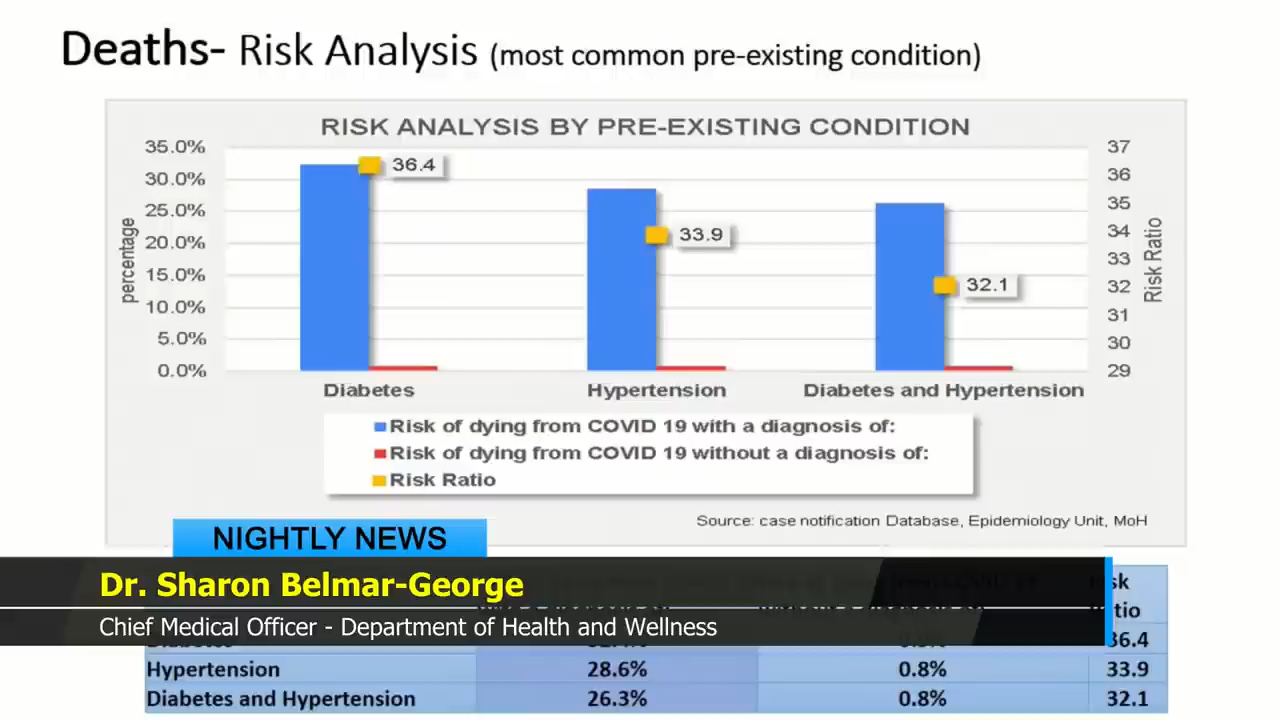 Deaths- Risk Analysis (most common pre-existing condition)
RISK ANALYSIS BY PRE-EXISTING CONDITION
35.0%
30.0%
25.0%
20.0%
15.0%
10.0%
5.0%
0.0%
percentage
36.4
33.9
32.1
37
36
35
34
33
32
31
30
29
Risk Ratio
Diabetes Hypertension Diabetes and Hypertension
Risk of dying from COVID 19 with a diagnosis of:
Risk of dying from COVID 19 without a diagnosis of:
Risk Ratio
Source: case notification Database, Epidemiology Unit, MoH
NIGHTLY NEWS
Dr. Sharon Belmar-George
Chief Medical Officer - Department of Health and Wellness
36.4
Hypertension 28.6% 0.8% 33.9
Diabetes and Hypertension 26.3% 0.8% 32.1